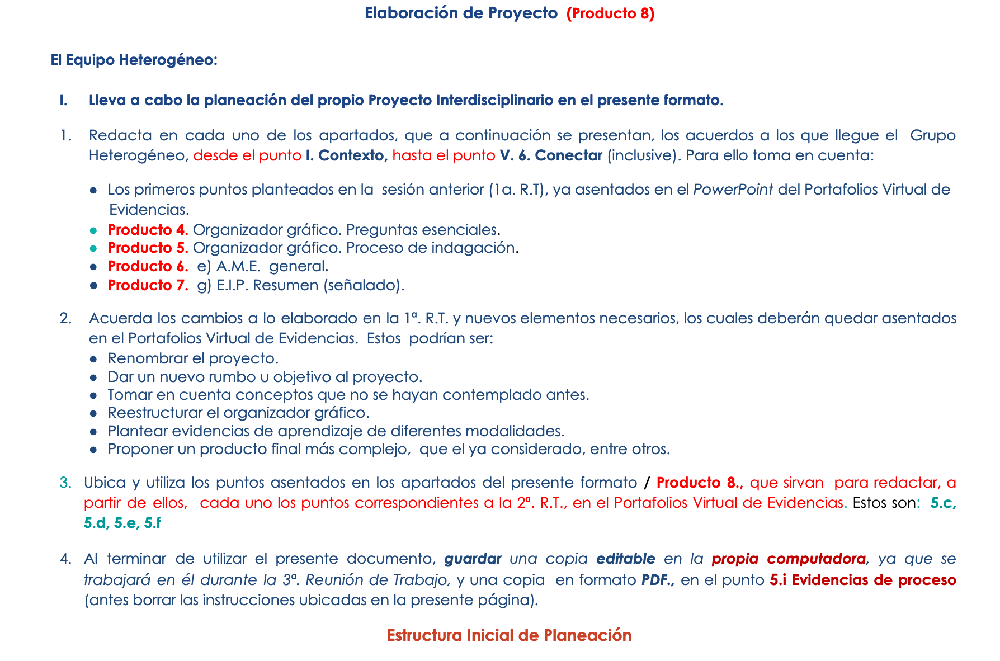 Elaboración de Proyecto (Producto 8)
El Equipo Heterogéneo:
I. Lleva a cabo la planeación del propio Proyecto Interdisciplinario en el presente formato.
1. Redacta en cada uno de los apartados, que a continuación se presentan, los acuerdos a los que llegue el Grupo
Heterogéneo, desde el punto I. Contexto, hasta el punto V. 6. Conectar (inclusive). Para ello toma en cuenta:
● Los primeros puntos planteados en la sesión anterior (1a. R.T), ya asentados en el PowerPoint del Portafolios Virtual de
Evidencias.
● Producto 4. Organizador gráfico. Preguntas esenciales.
● Producto 5. Organizador gráfico. Proceso de indagación.
● Producto 6. e) A.M.E. general.
● Producto 7. g) E.I.P. Resumen (señalado).
2. Acuerda los cambios a lo elaborado en la 1ª. R.T. y nuevos elementos necesarios, los cuales deberán quedar asentados
en el Portafolios Virtual de Evidencias. Estos podrían ser:
● Renombrar el proyecto.
● Dar un nuevo rumbo u objetivo al proyecto.
● Tomar en cuenta conceptos que no se hayan contemplado antes.
● Reestructurar el organizador gráfico.
● Plantear evidencias de aprendizaje de diferentes modalidades.
● Proponer un producto final más complejo, que el ya considerado, entre otros.
3. Ubica y utiliza los puntos asentados en los apartados del presente formato / Producto 8., que sirvan para redactar, a
partir de ellos, cada uno los puntos correspondientes a la 2ª. R.T., en el Portafolios Virtual de Evidencias. Estos son: 5.c,
5.d, 5.e, 5.f
4. Al terminar de utilizar el presente documento, guardar una copia editable en la propia computadora, ya que se
trabajará en él durante la 3ª. Reunión de Trabajo, y una copia en formato PDF., en el punto 5.i Evidencias de proceso
(antes borrar las instrucciones ubicadas en la presente página).
Estructura Inicial de Planeación